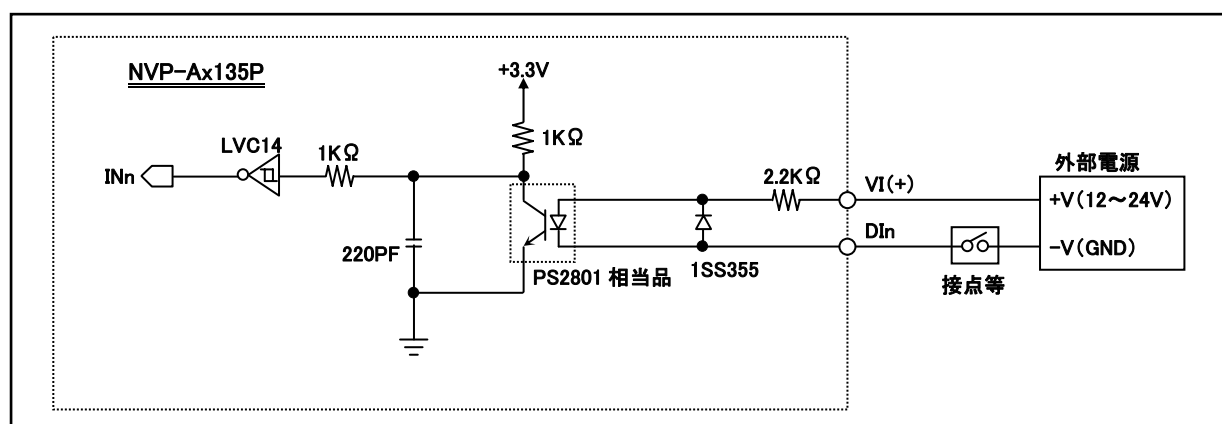 NVP-Ax135P
+3.3V
1KΩ
LVC14
1KΩ
INn
220PF
PS2801 相当品
2.2KΩ
1SS355
VI(+)
DIn
接点等
外部電源
+V(12～24V)
-V(GND)